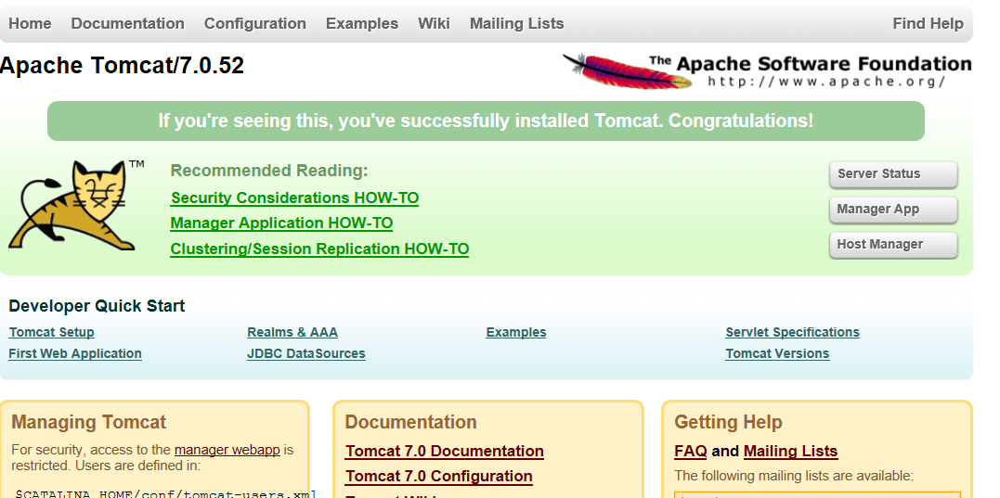 Home Documentation Configuration Examples Wiki Mailing Lists Find Help
Apache Tomcat/7.0.52
The Apache Software Foundation
http://www.apache.org/
If you're seeing this, you've successfully installed Tomcat. Congratulations!
TM
Recommended Reading:
Security Considerations HOW-TO
Manager Application HOW-TO
Clustering/Session Replication HOW-TO
Server Status
Manager App
Host Manager
Developer Quick Start
Tomcat Setup
First Web Application
Realms & AAA
JDBC DataSources
Examples
Servlet Specifications
Tomcat Versions
Managing Tomcat
For security, access to the manager webapp is
restricted. Users are defined in:
$CATALINA_HOME/conf/tomcat-users.xml
Documentation
Tomcat 7.0 Documentation
Tomcat 7.0 Configuration
Tomcat Wiki
Getting Help
FAQ and Mailing Lists
The following mailing lists are available: